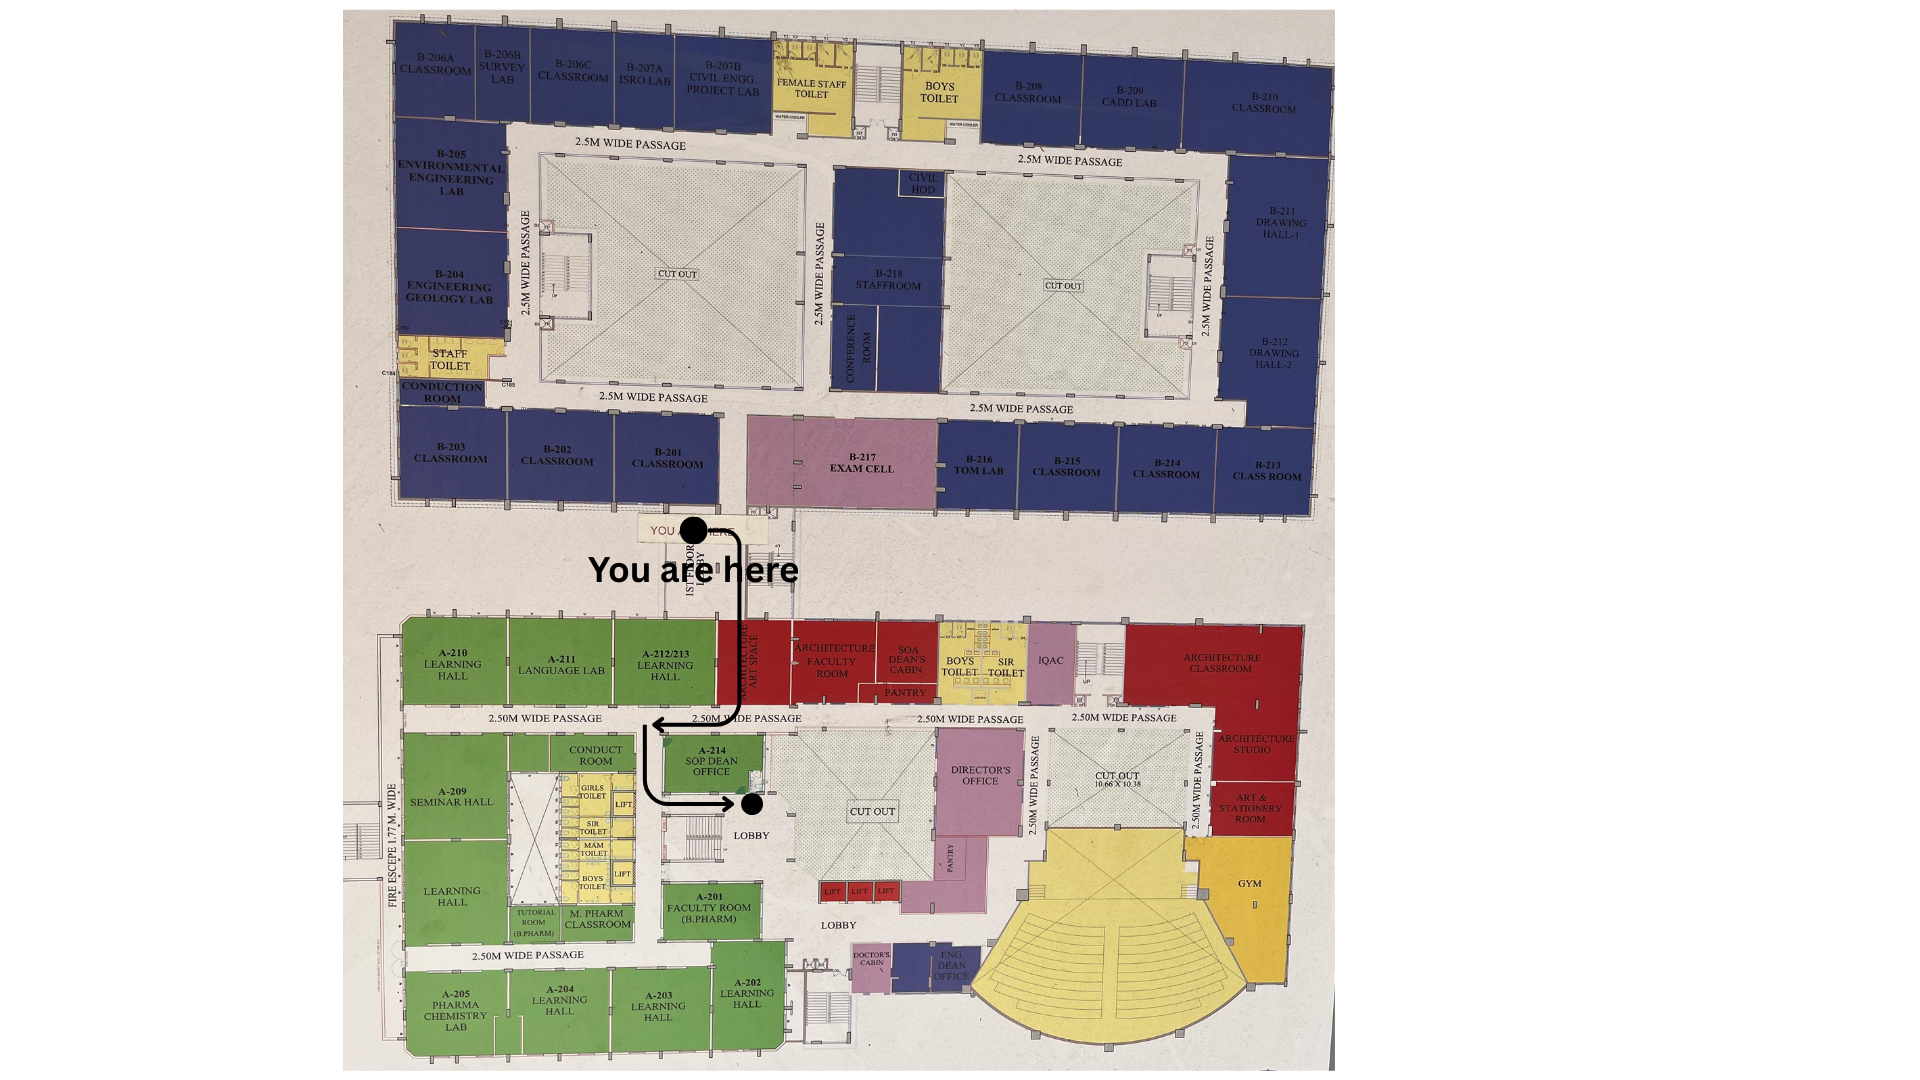 B-206A
CLASSROOM
B-206B
SURVEY
LAB
B-206C
CLASSROOM
B-207A
ISRO LAB
B-207B
CIVIL ENGG.
PROJECT LAB
FEMALE STAFF
TOILET
WATER COOLER
BOYS
TOILET
WATER COOLER
B-208
CLASSROOM
B-209
CADD LAB
B-210
CLASSROOM
2.5M WIDE PASSAGE
2.5M WIDE PASSAGE
B-205
ENVIRONMENTAL
ENGINEERING
LAB
CIVIL
HOD
B-211
DRAWING
HALL-1
B-204
ENGINEERING
GEOLOGY LAB
2.5M WIDE PASSAGE
UP
CUT OUT
2.5M WIDE PASSAGE
B-218
STAFFROOM
CONFERENCE
ROOM
CUT OUT
UP
2.5M WIDE PASSAGE
B-212
DRAWING
HALL-2
STAFF
TOILET
C184
C185
CONDUCTION
ROOM
2.5M WIDE PASSAGE
2.5M WIDE PASSAGE
B-203
CLASSROOM
B-202
CLASSROOM
B-201
CLASSROOM
B-217
EXAM CELL
B-216
TOM LAB
B-215
CLASSROOM
B-214
CLASSROOM
B-213
CLASS ROOM
YOU HERE
You are here
1ST FLOOR
LOBBY
A-210
LEARNING
HALL
A-211
LANGUAGE LAB
A-212/213
LEARNING
HALL
ARCHITECTURE
ART SPACE
ARCHITECTURE
FACULTY
ROOM
SOA
DEAN'S
CABIN
PANTRY
BOYS
TOILET
SIR
TOILET
IQAC
UP
ARCHITECTURE
CLASSROOM
2.50M WIDE PASSAGE
2.50M WIDE PASSAGE
2.50M WIDE PASSAGE
2.50M WIDE PASSAGE
CONDUCT
ROOM
A-214
SOP DEAN
OFFICE
DIRECTOR'S
OFFICE
2.50M WIDE PASSAGE
CUT OUT
10.66 X 10.38
2.50M WIDE PASSAGE
ARCHITECTURE
STUDIO
A-209
SEMINAR HALL
GIRLS
TOILET
LIFT
SIR
TOILET
MAM
TOILET
BOYS
TOILET
LIFT
LOBBY
CUT OUT
ART &
STATIONERY
ROOM
FIRE ESCEPE 1.77 M. WIDE
LEARNING
HALL
PANTRY
LIFT
LIFT
LIFT
GYM
TUTORIAL
ROOM
(B.PHARM)
M. PHARM
CLASSROOM
A-201
FACULTY ROOM
(B.PHARM)
LOBBY
2.50M WIDE PASSAGE
DOCTOR'S
CABIN
ENG.
DEAN
OFFICE
A-205
PHARMA
CHEMISTRY
LAB
A-204
LEARNING
HALL
A-203
LEARNING
HALL
A-202
LEARNING
HALL